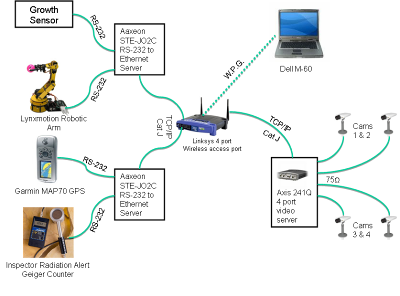 Growth
Sensor
RS-232
Aaxeon
STE-JO2C
RS-232 to
Ethernet
Server
RS-232
Lynxmotion Robotic
Arm
W.P.G.
Dell M-60
TCP/IP
Cat.J
Linksys 4 port
Wireless access port
TCP/IP
Cat.J
Cams
1 & 2
RS-232
Garmin MAP70 GPS
Aaxeon
STE-JO2C
RS-232 to
Ethernet
Server
RS-232
Axis 241Q
4 port
video
server
75Ω
Cams
3 & 4
Inspector Radiation Alert
Geiger Counter